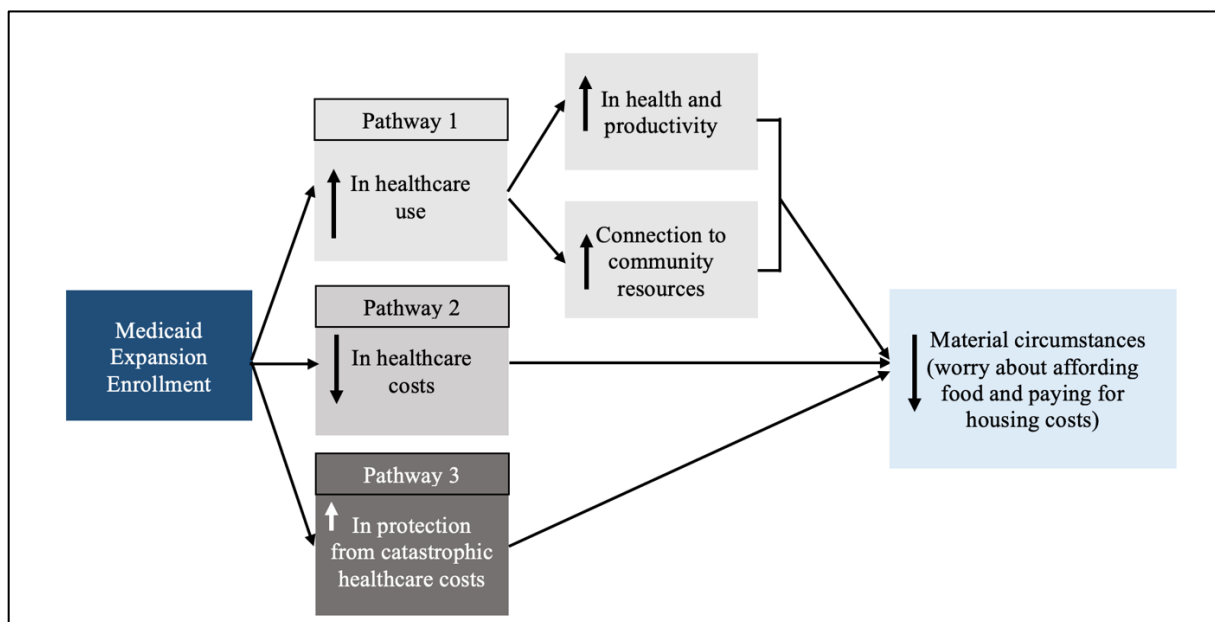 Medicaid
Expansion
Enrollment
Pathway 1
In healthcare
use
In health and
productivity
Connection to
community
resources
Pathway 2
In healthcare
costs
Pathway 3
In protection
from catastrophic
healthcare costs
Material circumstances
(worry about affording
food and paying for
housing costs)